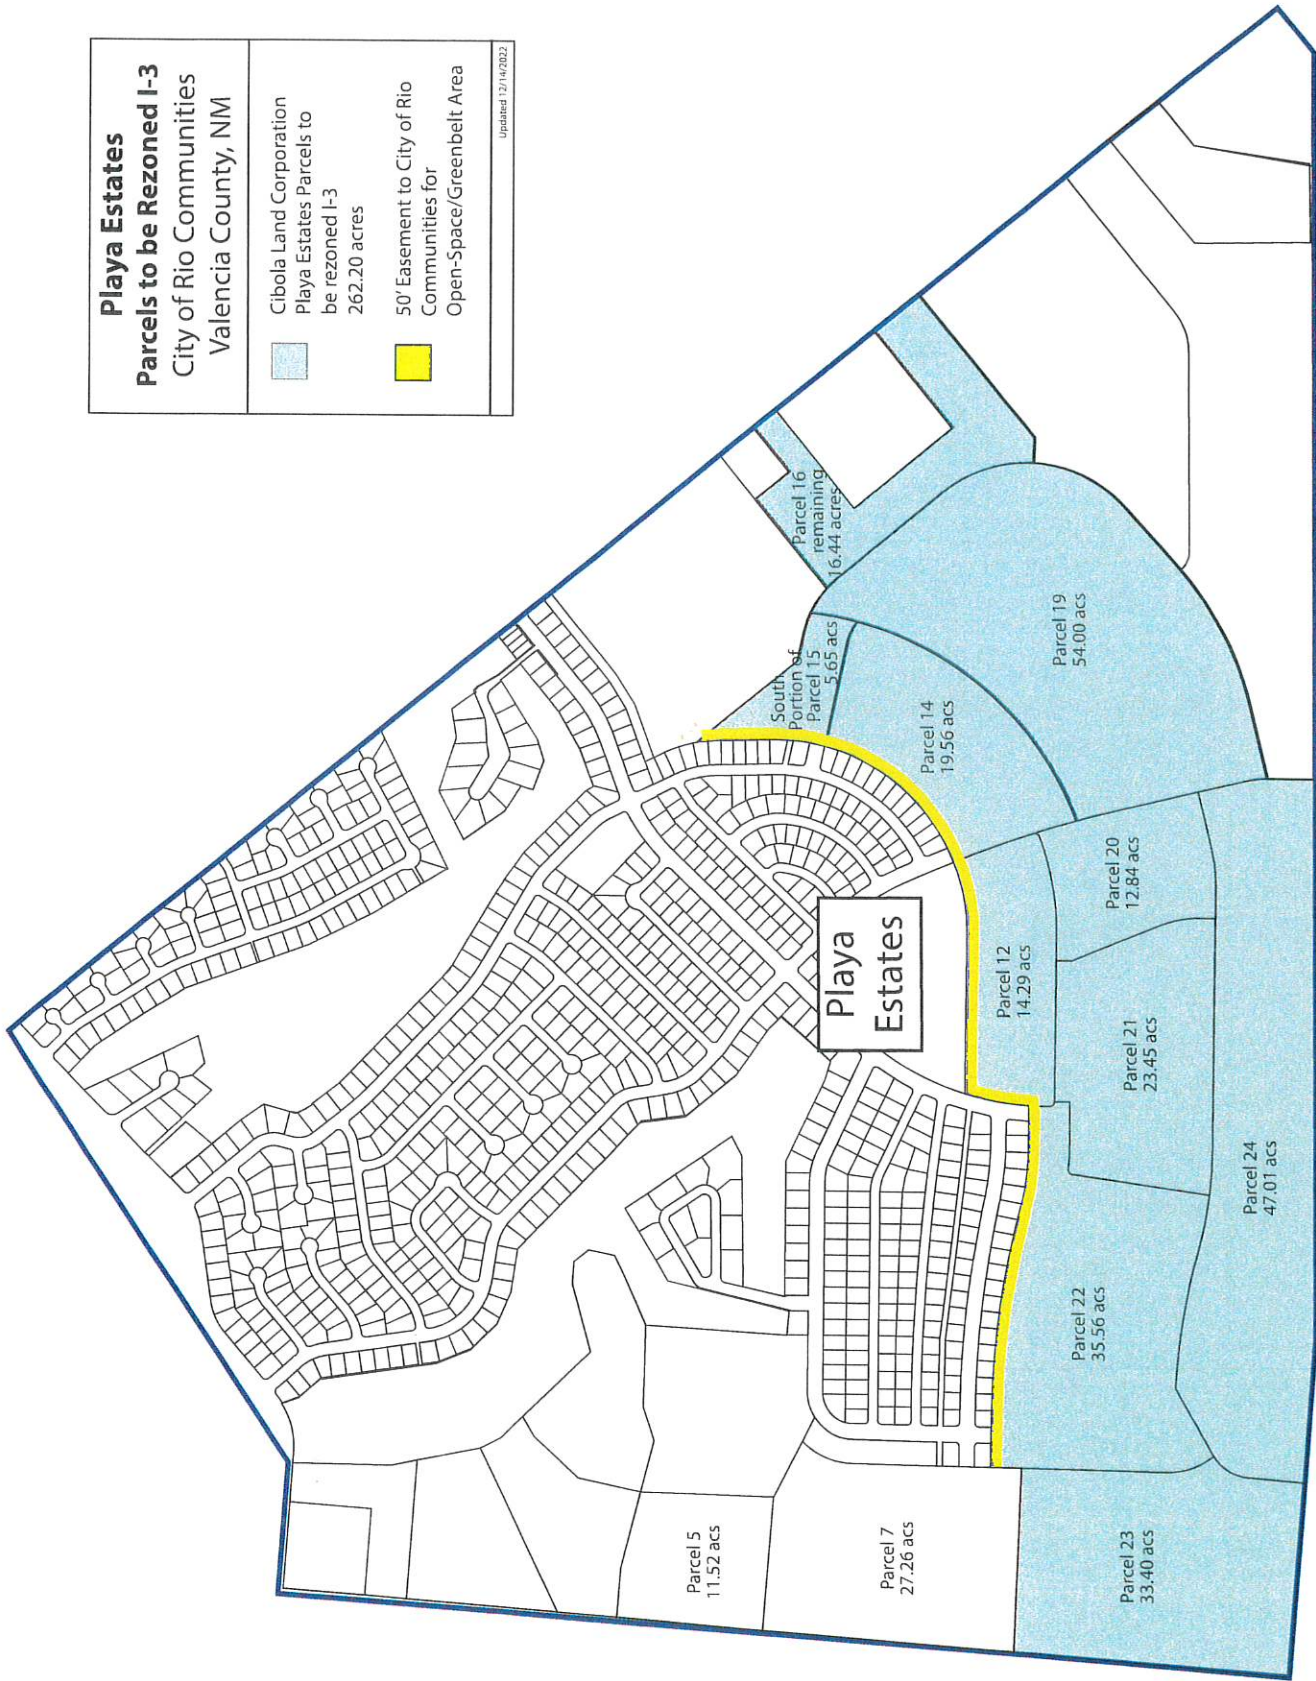 Playa Estates
Parcels to be Rezoned I-3
City of Rio Communities
Valencia County, NM
Cibola Land Corporation
Playa Estates Parcels to
be rezoned I-3
262.20 acres
50' Easement to City of Rio
Communities for
Open-Space/Greenbelt Area
Updated 12/14/2022
Parcel 16
remaining
16.44 acres
South
Portion of
Parcel 15
5.65 acs
Parcel 14
19.56 acs
Parcel 19
54.00 acs
Playa
Estates
Parcel 12
14.29 acs
Parcel 20
12.84 acs
Parcel 21
23.45 acs
Parcel 24
47.01 acs
Parcel 22
35.56 acs
Parcel 5
11.52 acs
Parcel 7
27.26 acs
Parcel 23
33.40 acs